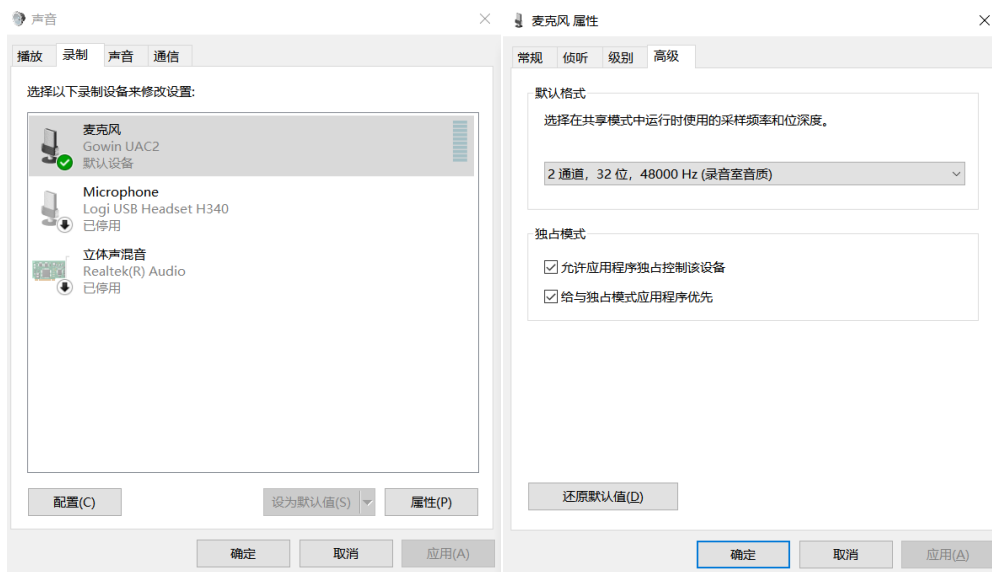 声音
播放 录制 声音 通信
选择以下录制设备来修改设置:
麦克风
Gowin UAC2
默认设备
Microphone
Logi USB Headset H340
已停用
立体声混音
Realtek(R) Audio
已停用
配置(C) 设为默认值(S) 属性(P)
确定 取消 应用(A)
麦克风 属性
常规 侦听 级别 高级
默认格式
选择在共享模式中运行时使用的采样频率和位深度。
2 通道，32 位，48000 Hz (录音室音质)
独占模式
允许应用程序独占控制该设备
给与独占模式应用程序优先
还原默认值(D)
确定 取消 应用(A)